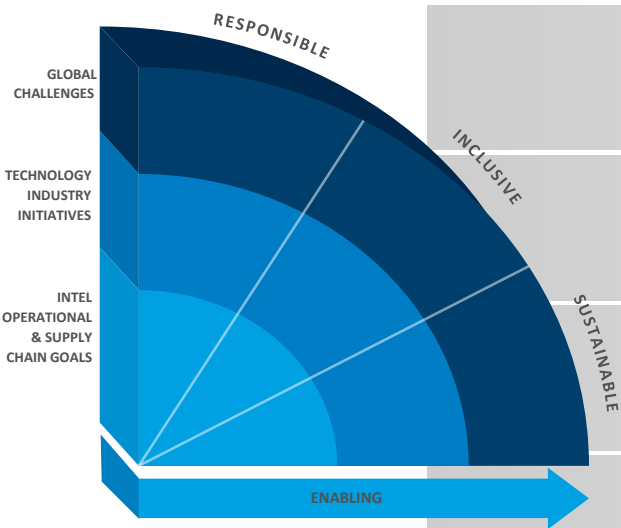 RESPONSIBLE
GLOBAL
CHALLENGES
INCLUSIVE
TECHNOLOGY
INDUSTRY
INITIATIVES
INTEL
OPERATIONAL
& SUPPLY
CHAIN GOALS
SUSTAINABLE
ENABLING